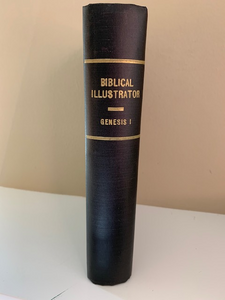 BIBLICAL
ILLUSTRATOR
GENESIS I